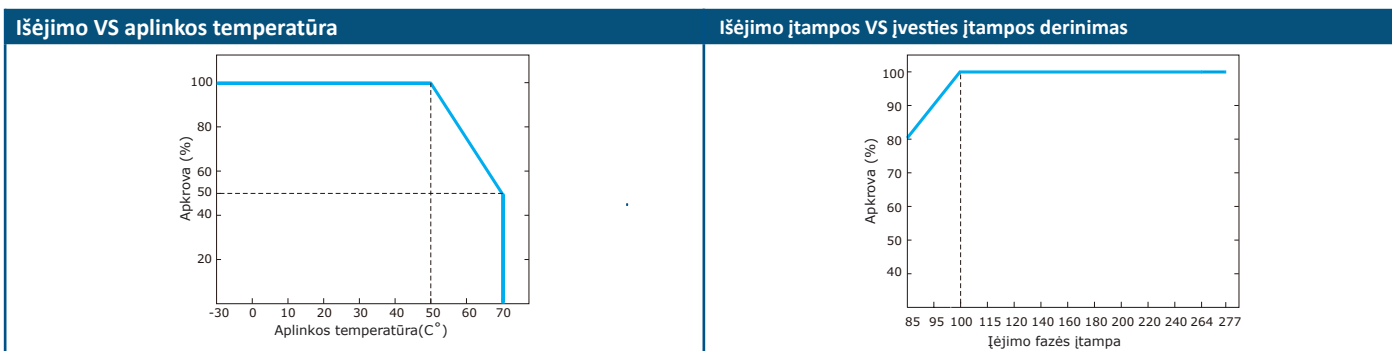 Išėjimo VS aplinkos temperatūra
100
80
60
50
40
20
Apkrova (%)
-30 0 10 20 30 40 50 60 70
Aplinkos temperatūra(C°)
Išėjimo įtampos VS įvesties įtampos derinimas
100
90
80
70
60
50
40
Apkrova (%)
85 95 100 115 120 140 160 180 200 220 240 264 277
Įėjimo fazės įtampa